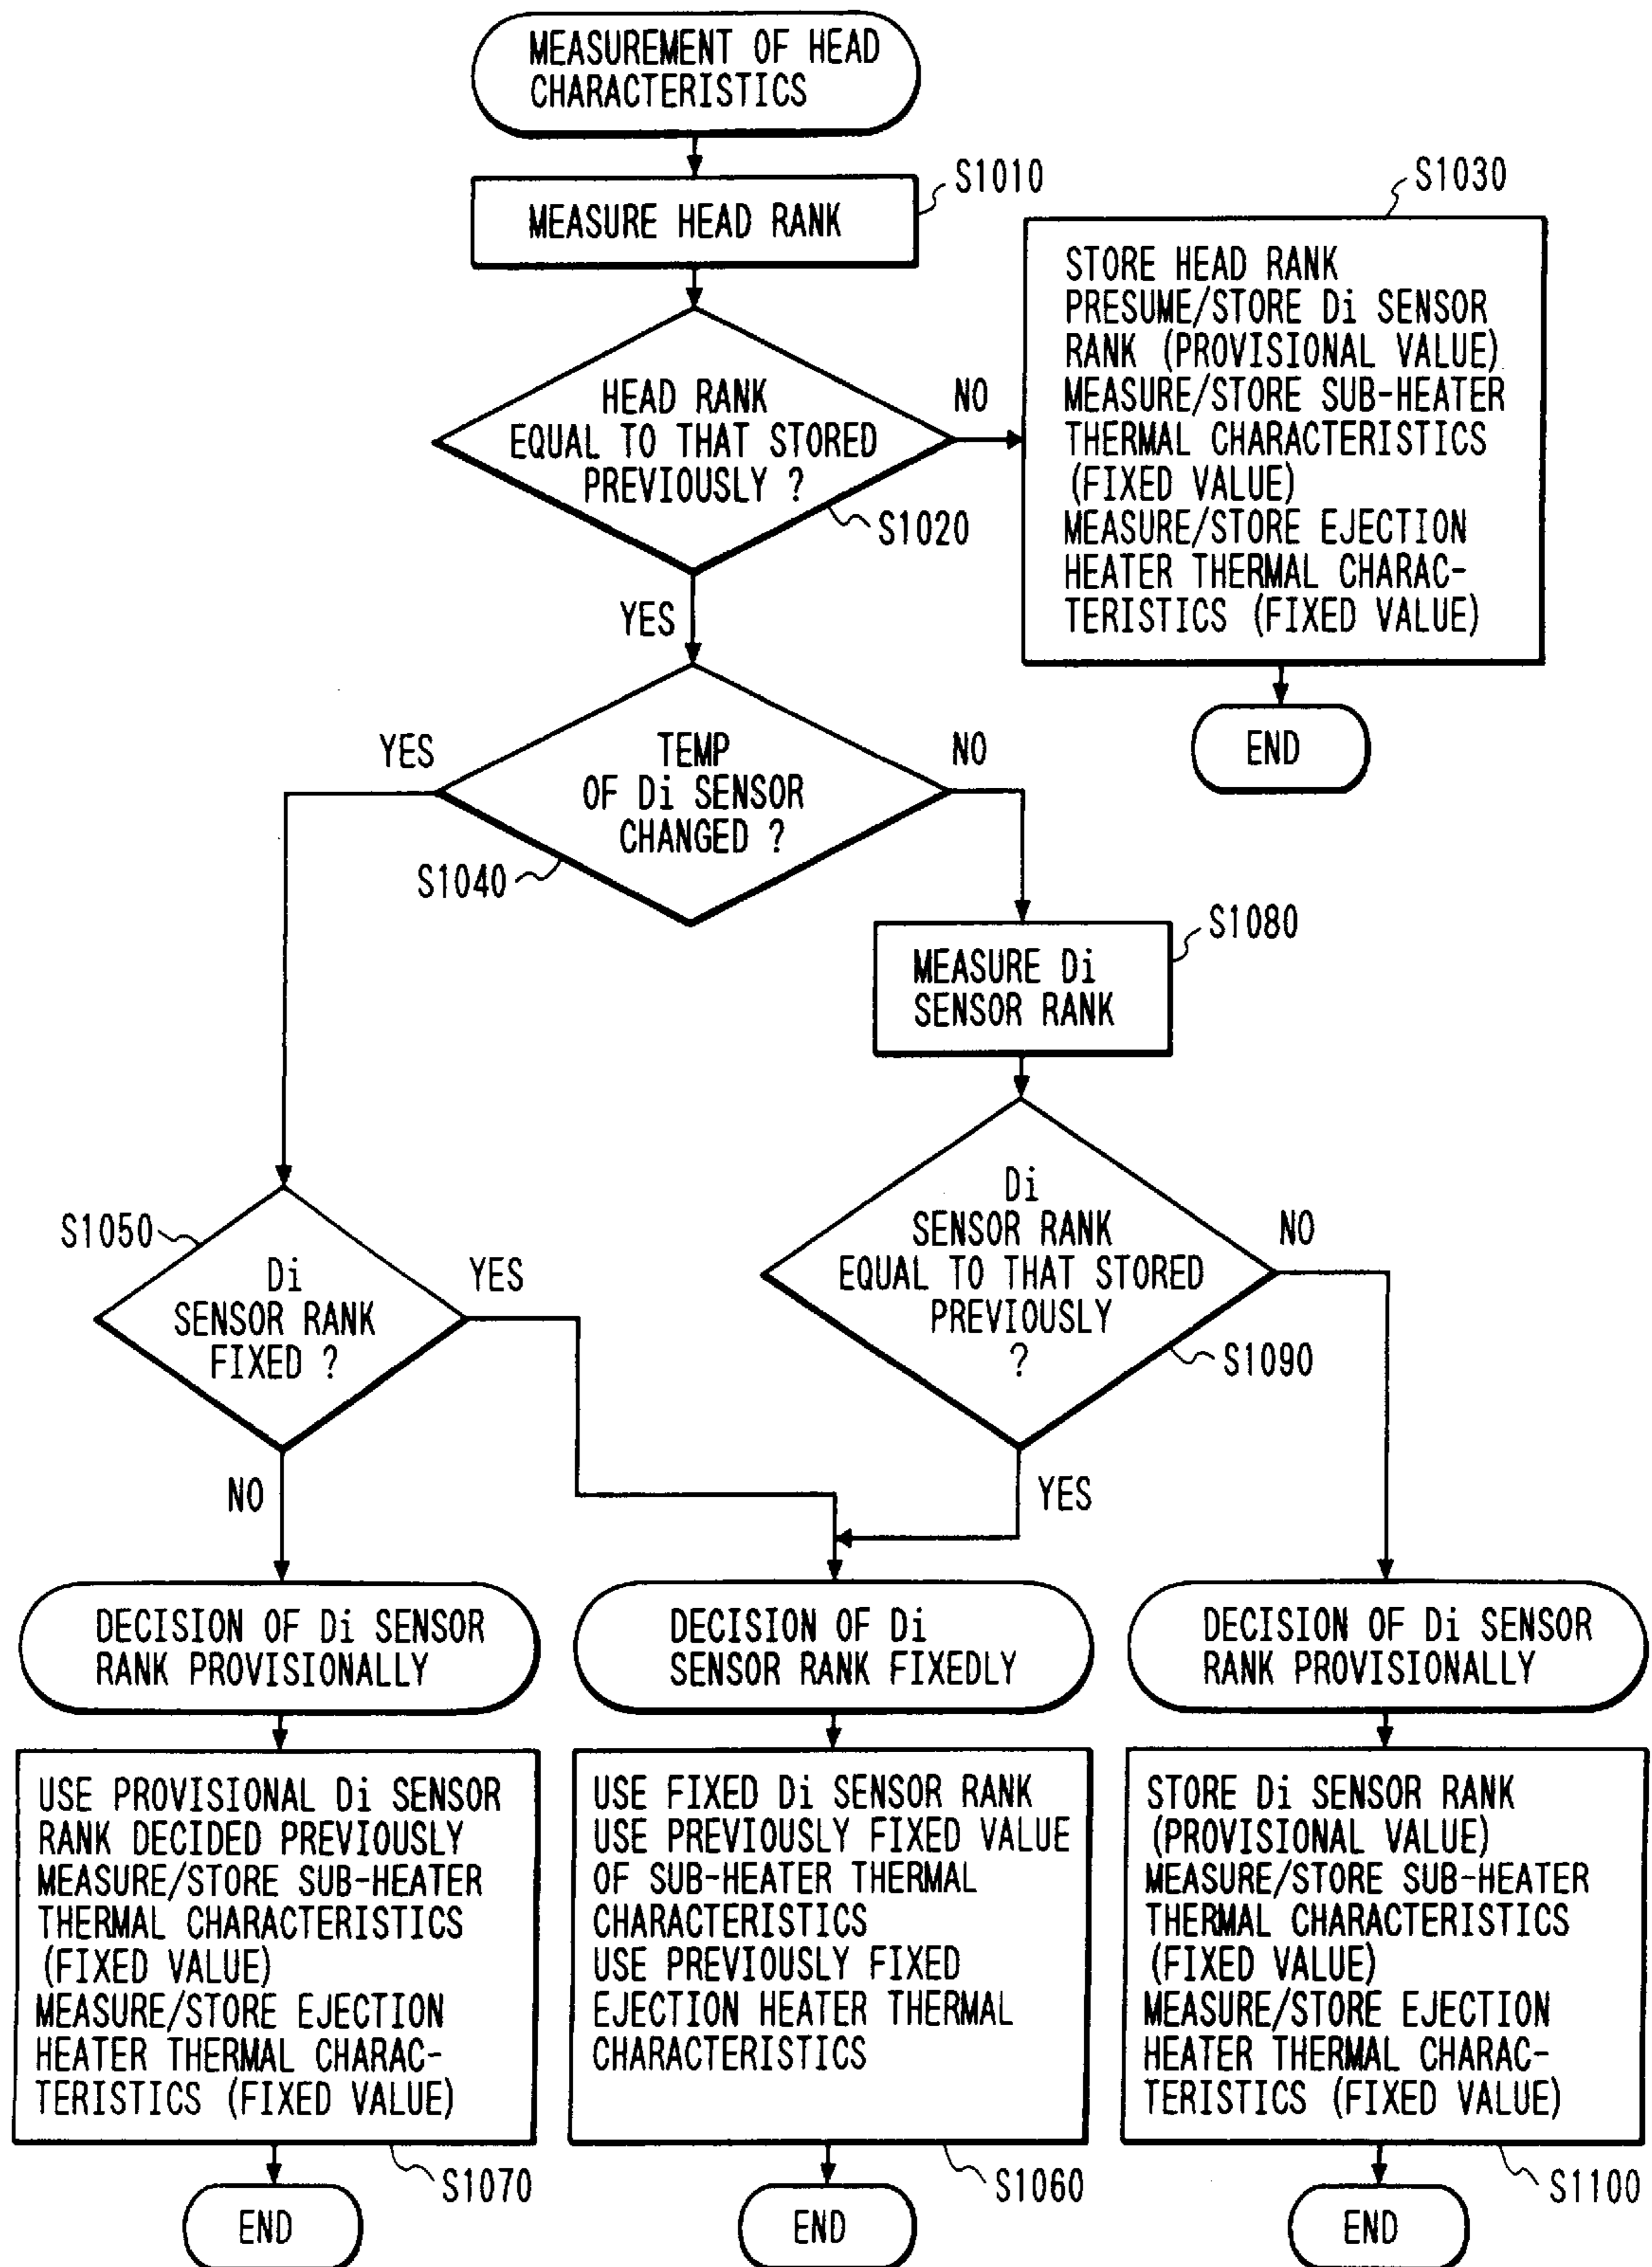 MEASUREMENT OF HEAD
CHARACTERISTICS
S1010
MEASURE HEAD RANK
S1030
STORE HEAD RANK
PRESUME/STORE Di SENSOR
RANK (PROVISIONAL VALUE)
MEASURE/STORE SUB-HEATER
THERMAL CHARACTERISTICS
(FIXED VALUE)
MEASURE/STORE EJECTION
HEATER THERMAL CHARAC-
TERISTICS (FIXED VALUE)
END
HEAD RANK
EQUAL TO THAT STORED
PREVIOUSLY ?
NO
S1020
YES
TEMP
OF Di SENSOR
CHANGED ?
YES
NO
S1040
S1080
MEASURE Di
SENSOR RANK
S1050
Di
SENSOR RANK
FIXED ?
YES
NO
Di
SENSOR RANK
EQUAL TO THAT STORED
PREVIOUSLY
?
NO
S1090
YES
DECISION OF Di SENSOR
RANK PROVISIONALLY
DECISION OF Di
SENSOR RANK FIXEDLY
DECISION OF Di SENSOR
RANK PROVISIONALLY
USE PROVISIONAL Di SENSOR
RANK DECIDED PREVIOUSLY
MEASURE/STORE SUB-HEATER
THERMAL CHARACTERISTICS
(FIXED VALUE)
MEASURE/STORE EJECTION
HEATER THERMAL CHARAC-
TERISTICS (FIXED VALUE)
S1070
END
USE FIXED Di SENSOR RANK
USE PREVIOUSLY FIXED VALUE
OF SUB-HEATER THERMAL
CHARACTERISTICS
USE PREVIOUSLY FIXED
EJECTION HEATER THERMAL
CHARACTERISTICS
S1060
END
STORE Di SENSOR RANK
(PROVISIONAL VALUE)
MEASURE/STORE SUB-HEATER
THERMAL CHARACTERISTICS
(FIXED VALUE)
MEASURE/STORE EJECTION
HEATER THERMAL CHARAC-
TERISTICS (FIXED VALUE)
S1100
END